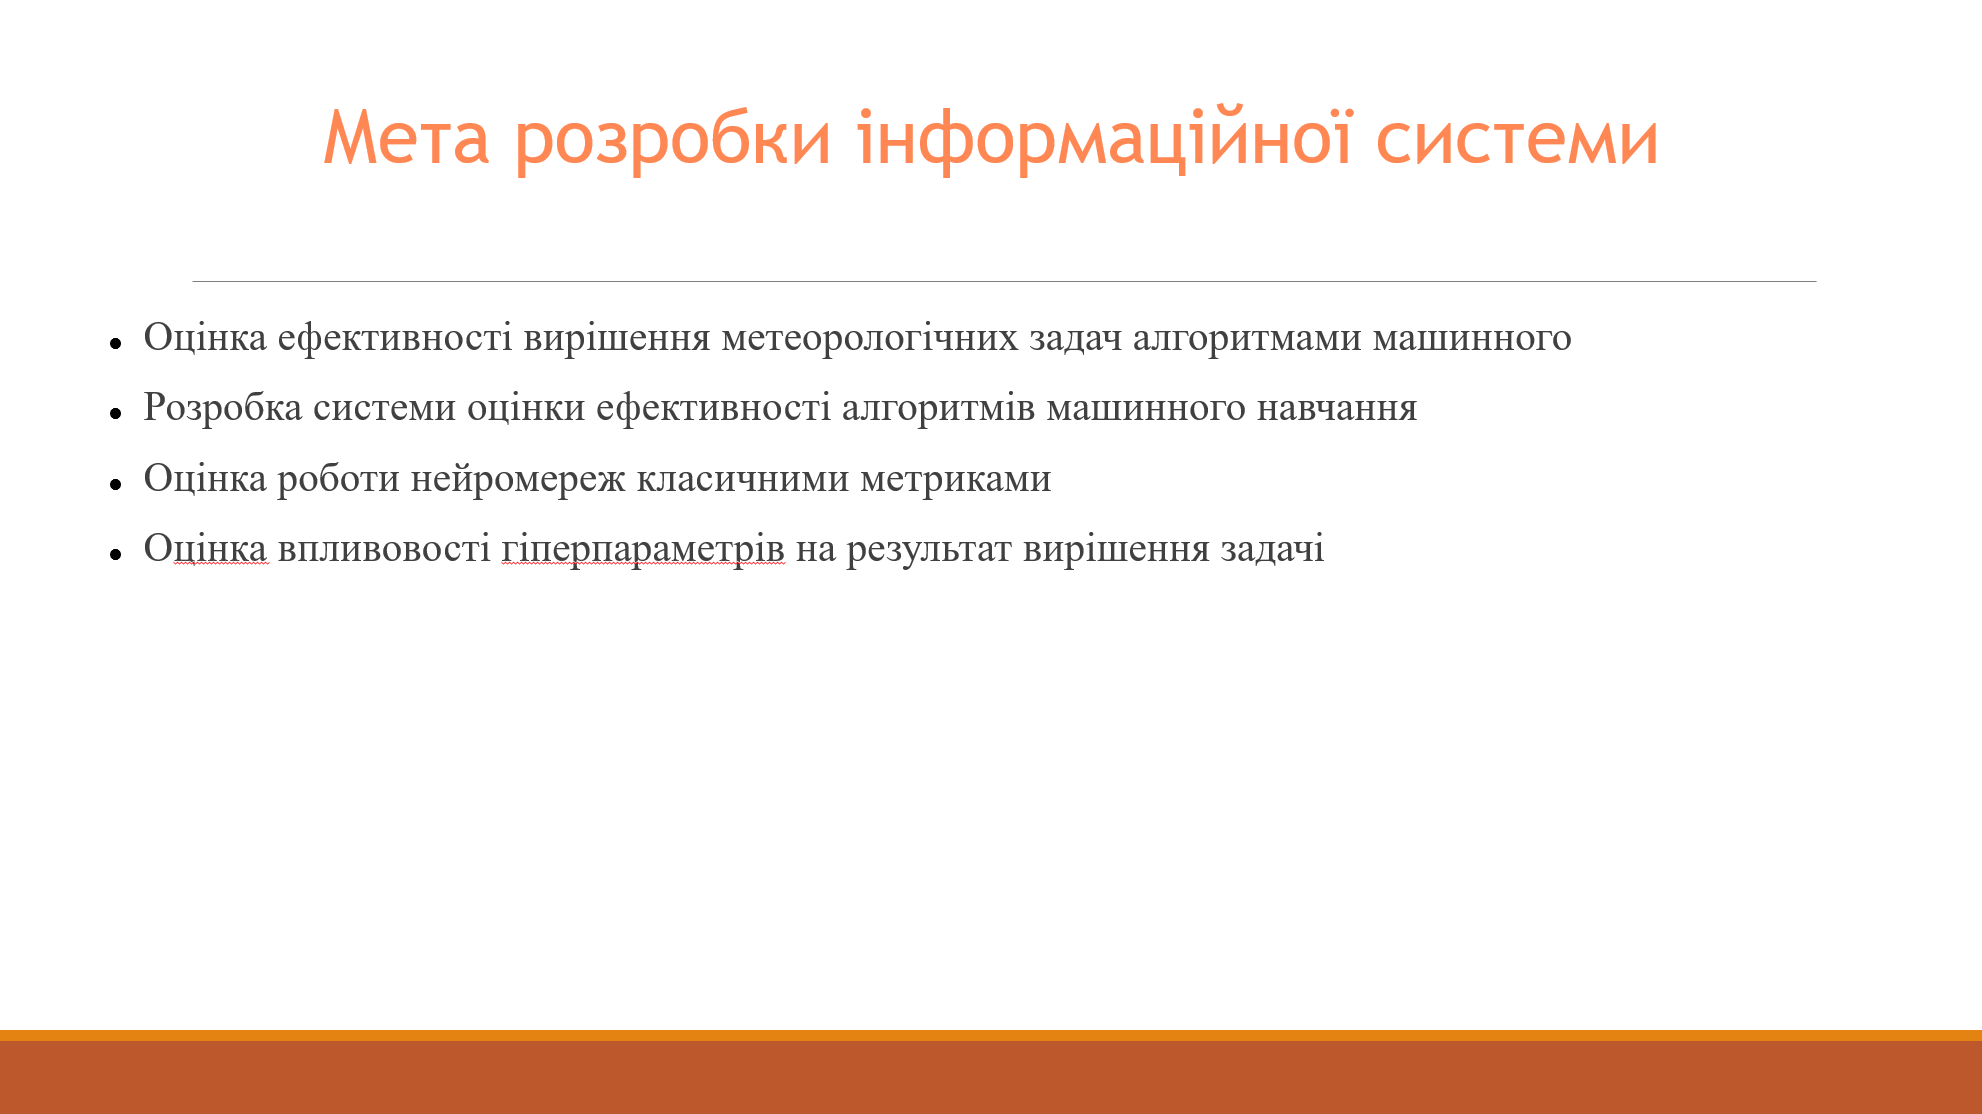 Мета розробки інформаційної системи
Оцінка ефективності вирішення метеорологічних задач алгоритмами машинного
Розробка системи оцінки ефективності алгоритмів машинного навчання
Оцінка роботи нейромереж класичними метриками
Оцінка впливовості гіперпараметрів на результат вирішення задачі